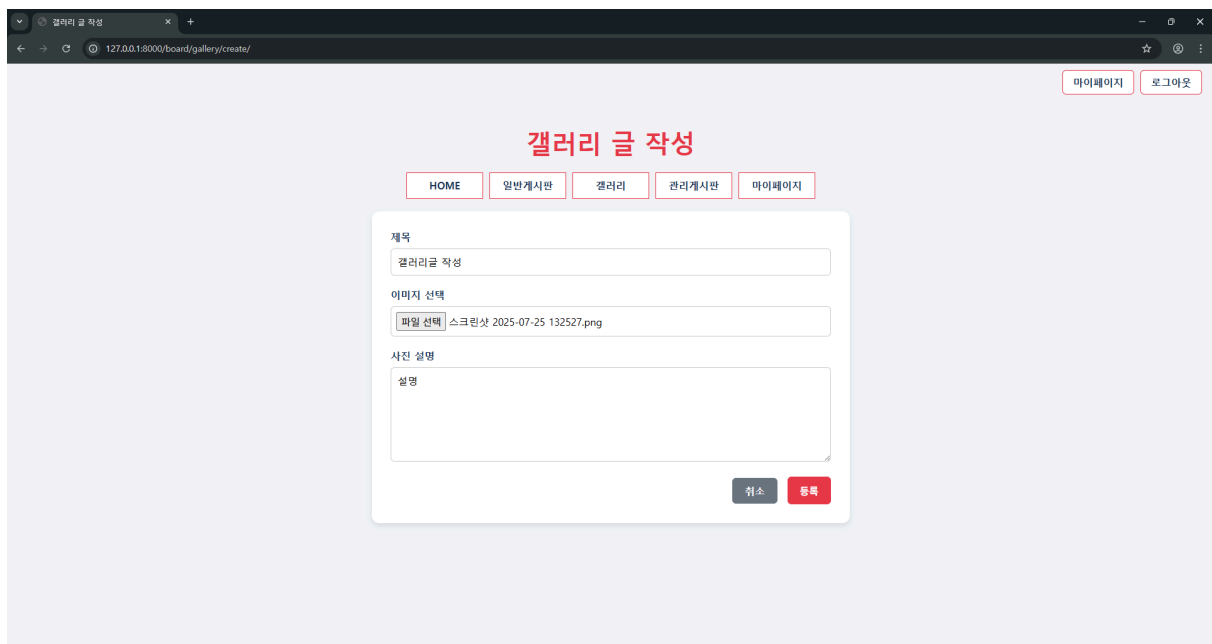 갤러리 글 작성
127.0.0.1:8000/board/gallery/create/
마이페이지 로그아웃
갤러리 글 작성
HOME 일반게시판 갤러리 관리게시판 마이페이지
제목
갤러리글 작성
이미지 선택
파일 선택 스크린샷 2025-07-25 132527.png
사진 설명
설명
취소 등록